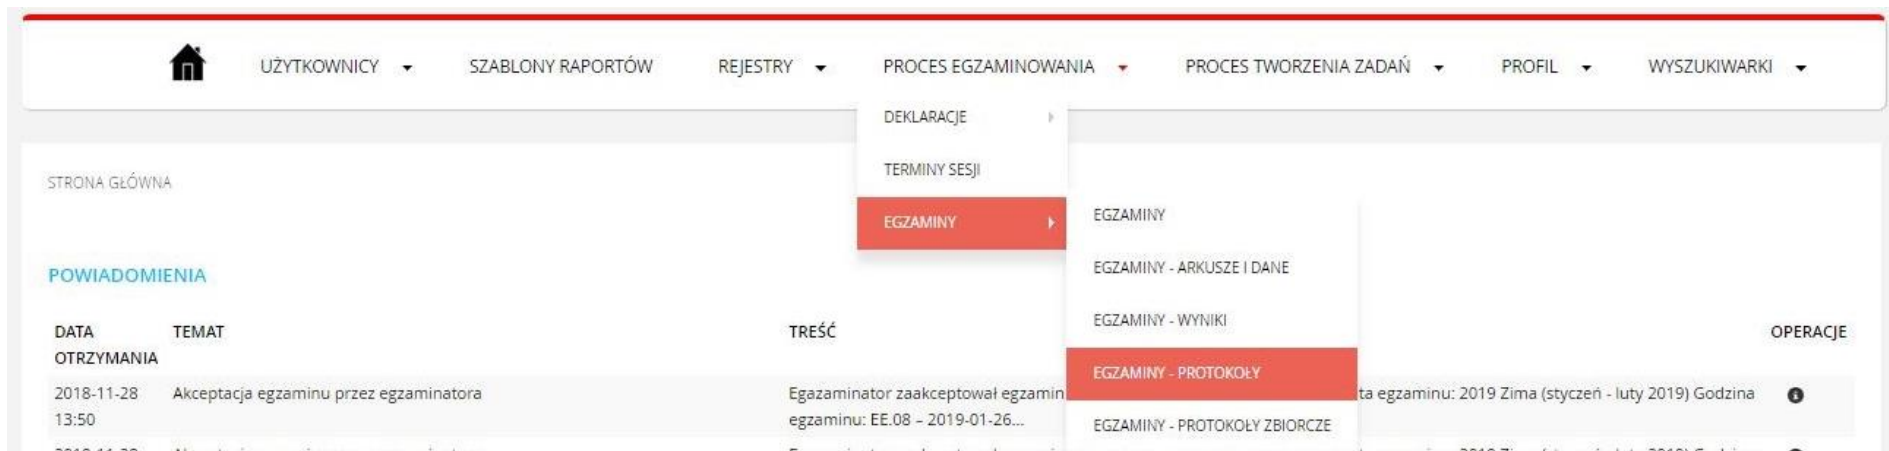 UŻYTKOWNICY SZABLONY RAPORTÓW REJESTRY PROCES EGZAMINOWANIA PROCES TWORZENIA ZADAŃ PROFIL WYSZUKIWARKI
DEKLARACJE
TERMINY SESJI
EGZAMINY
EGZAMINY
EGZAMINY - ARKUSZE I DANE
EGZAMINY - WYNIKI
EGZAMINY - PROTOKOŁY
EGZAMINY - PROTOKOŁY ZBIORCZE
STRONA GŁÓWNA
POWIADOMIENIA
DATA OTRZYMANIA TEMAT TREŚĆ OPERACJE
2018-11-28 Akceptacja egzaminu przez egzaminatora Egazaminator zaakceptował egzamin ta egzaminu: 2019 Zima (styczeń - luty 2019) Godzina
13:50 egzaminu: EE.08 – 2019-01-26...